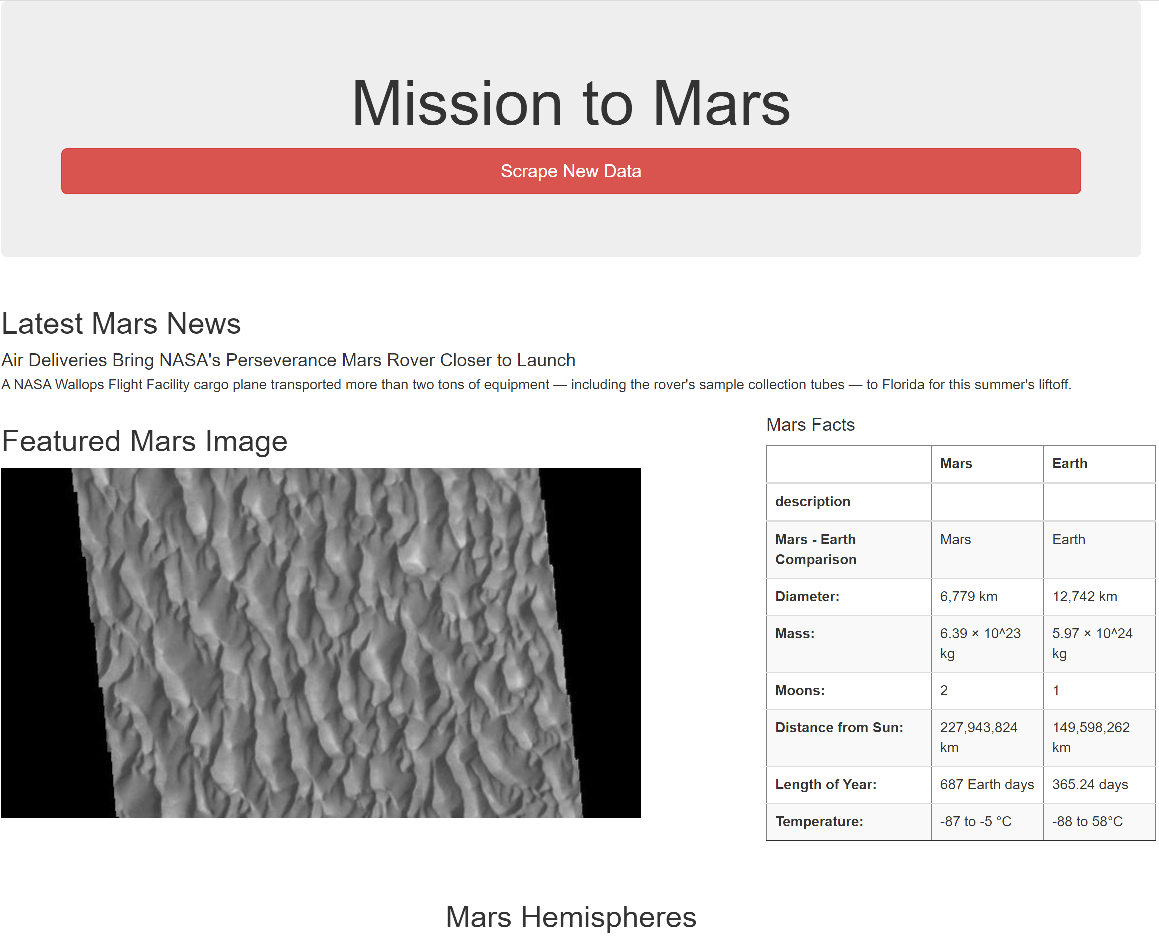 Mission to Mars
Scrape New Data
Latest Mars News
Air Deliveries Bring NASA's Perseverance Mars Rover Closer to Launch
A NASA Wallops Flight Facility cargo plane transported more than two tons of equipment — including the rover's sample collection tubes — to Florida for this summer's liftoff.
Featured Mars Image
Mars Facts
Mars Earth
description
Mars - Earth Comparison Mars Earth
Diameter: 6,779 km 12,742 km
Mass: 6.39 × 10^23 kg 5.97 × 10^24 kg
Moons: 2 1
Distance from Sun: 227,943,824 km 149,598,262 km
Length of Year: 687 Earth days 365.24 days
Temperature: -87 to -5 °C -88 to 58°C
Mars Hemispheres